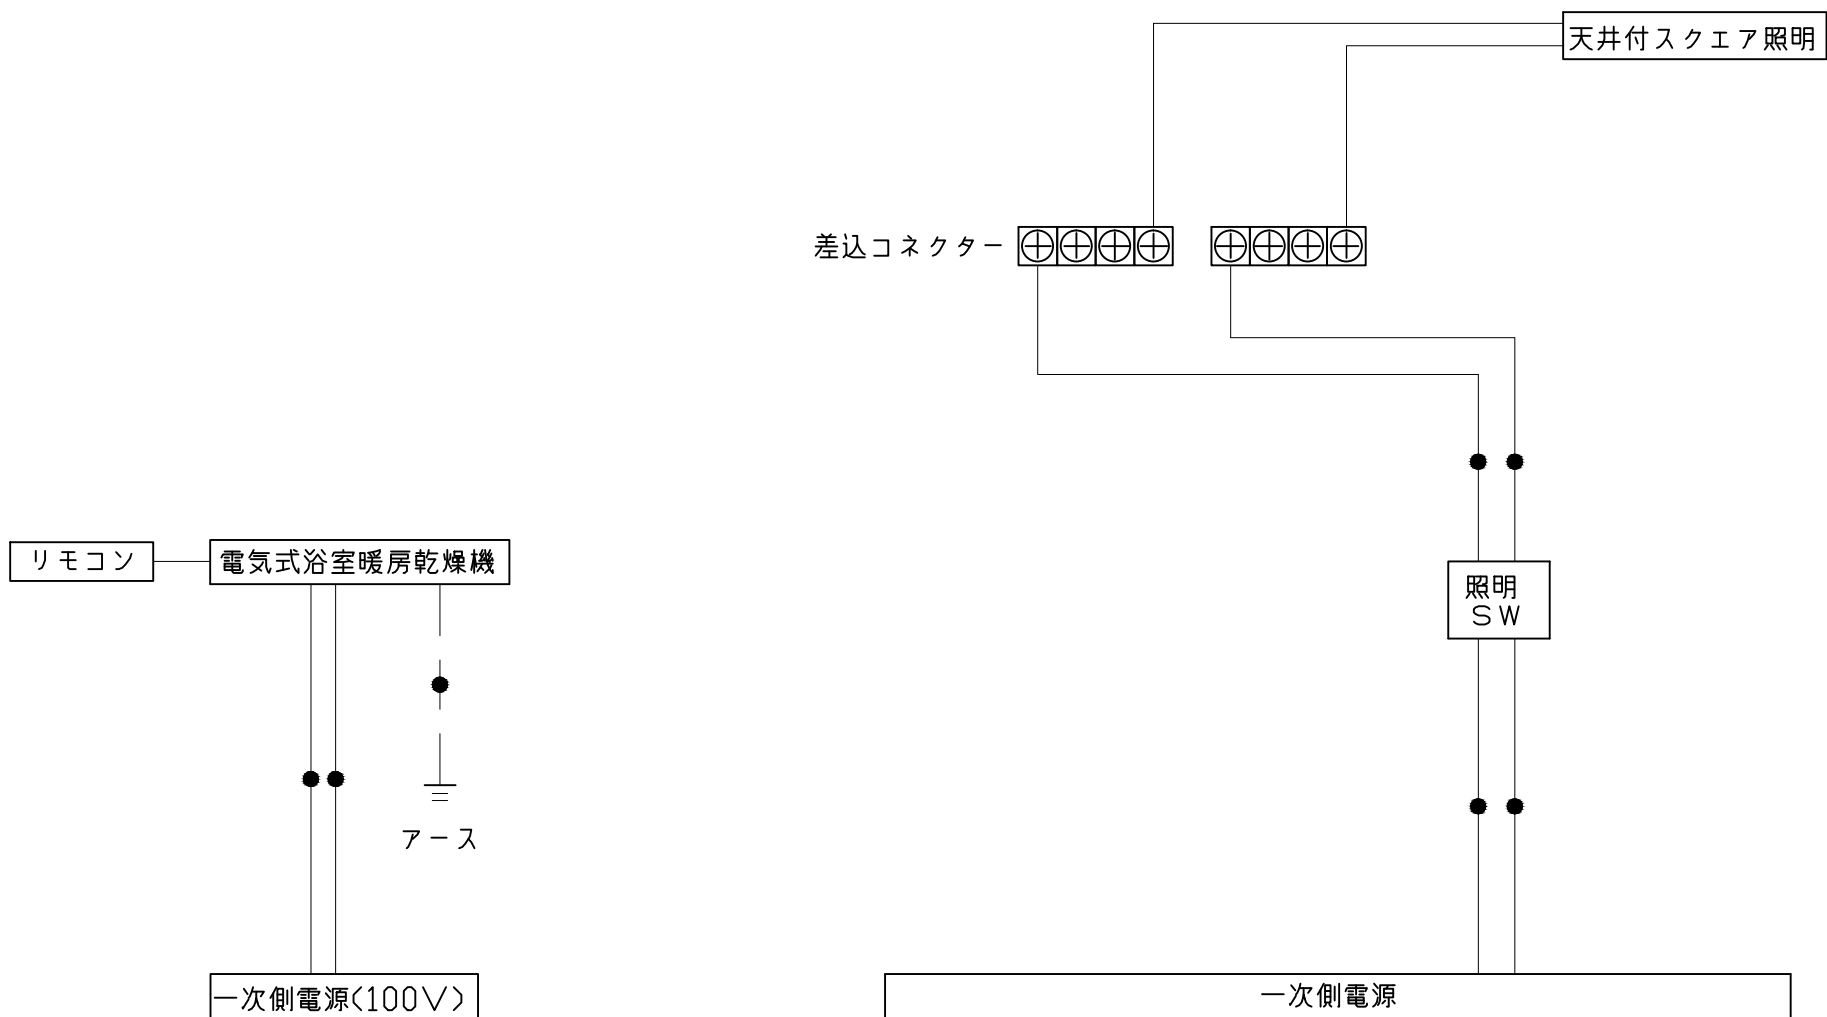 天井付スクエア照明
差込コネクター
リモコン
電気式浴室暖房乾燥機
照明
SW
アース
一次側電源(100V)
一次側電源